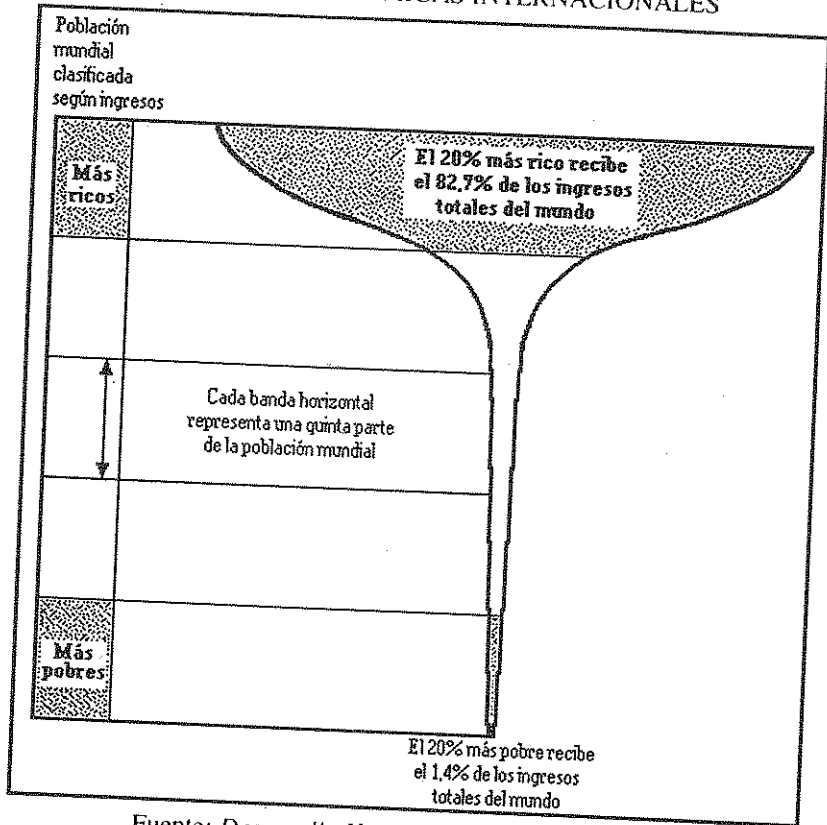 INTERNACIONALES
Población
mundial
clasificada
según ingresos
Más
ricos
El 20% más rico recibe
el 82,7% de los ingresos
totales del mundo
Cada banda horizontal
representa una quinta parte
de la población mundial
Más
pobres
El 20% más pobre recibe
el 1,4% de los ingresos
totales del mundo
Fuente: